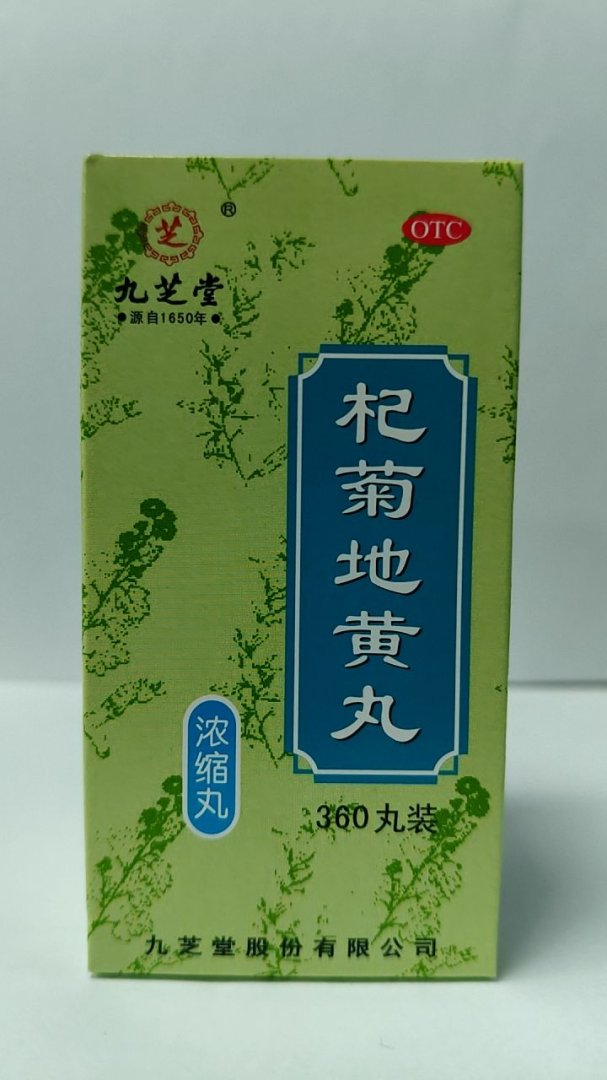 芝
®
OTC
九芝堂
●源自1650年●
杞菊地黄丸
浓缩丸
360丸装
九芝堂股份有限公司